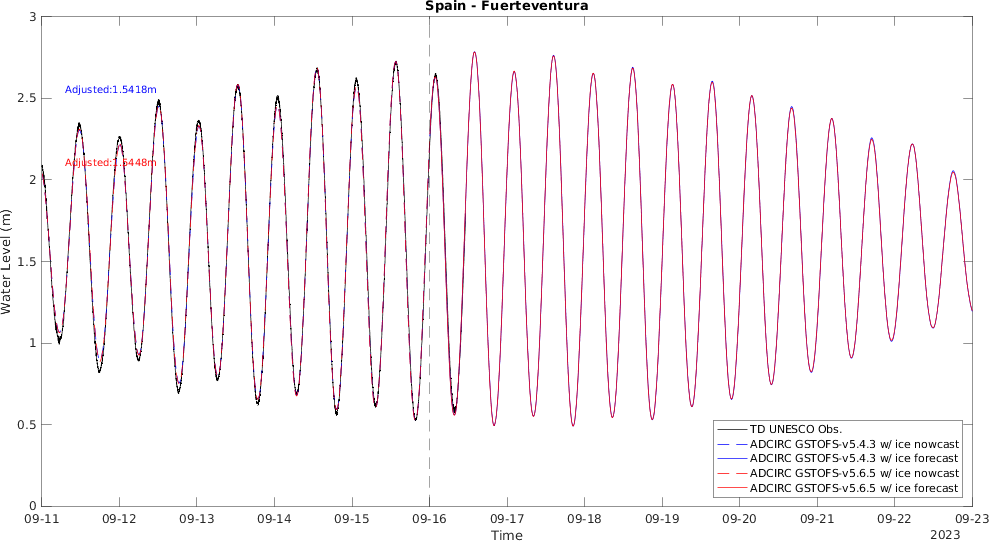 Spain - Fuerteventura
3
2.5
2
1.5
1
0.5
0
Water Level (m)
Adjusted:1.5418m
Adjusted:1.5448m
TD UNESCO Obs.
ADCIRC GSTOFS-v5.4.3 w/ ice nowcast
ADCIRC GSTOFS-v5.4.3 w/ ice forecast
ADCIRC GSTOFS-v5.6.5 w/ ice nowcast
ADCIRC GSTOFS-v5.6.5 w/ ice forecast
09-11 09-12 09-13 09-14 09-15 09-16 09-17 09-18 09-19 09-20 09-21 09-22 09-23
Time
2023